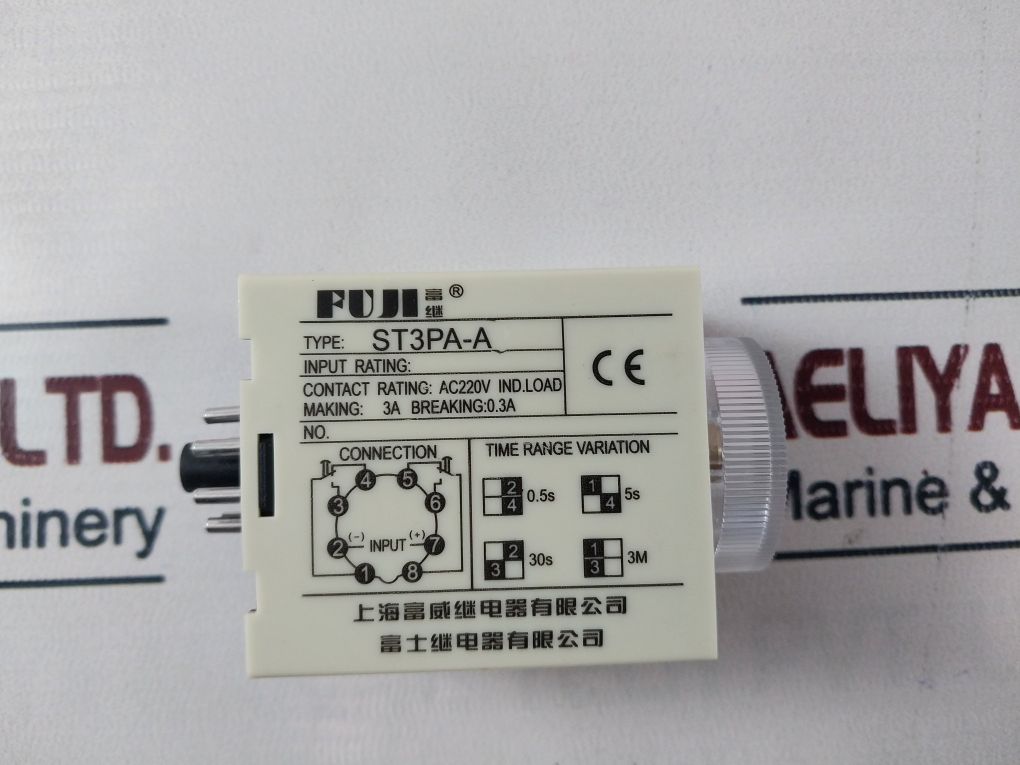 FUJI 富继®
TYPE: ST3PA-A
INPUT RATING:
CONTACT RATING: AC220V IND.LOAD
MAKING: 3A BREAKING:0.3A
CE
NO.
CONNECTION
4 5
3 6
2 (-) INPUT (+) 7
1 8
TIME RANGE VARIATION
2 4 0.5s
1 4 5s
2 3 30s
1 3 3M
上海富威继电器有限公司
富士继电器有限公司
LTD.
hinery
AELIYA
Marine &